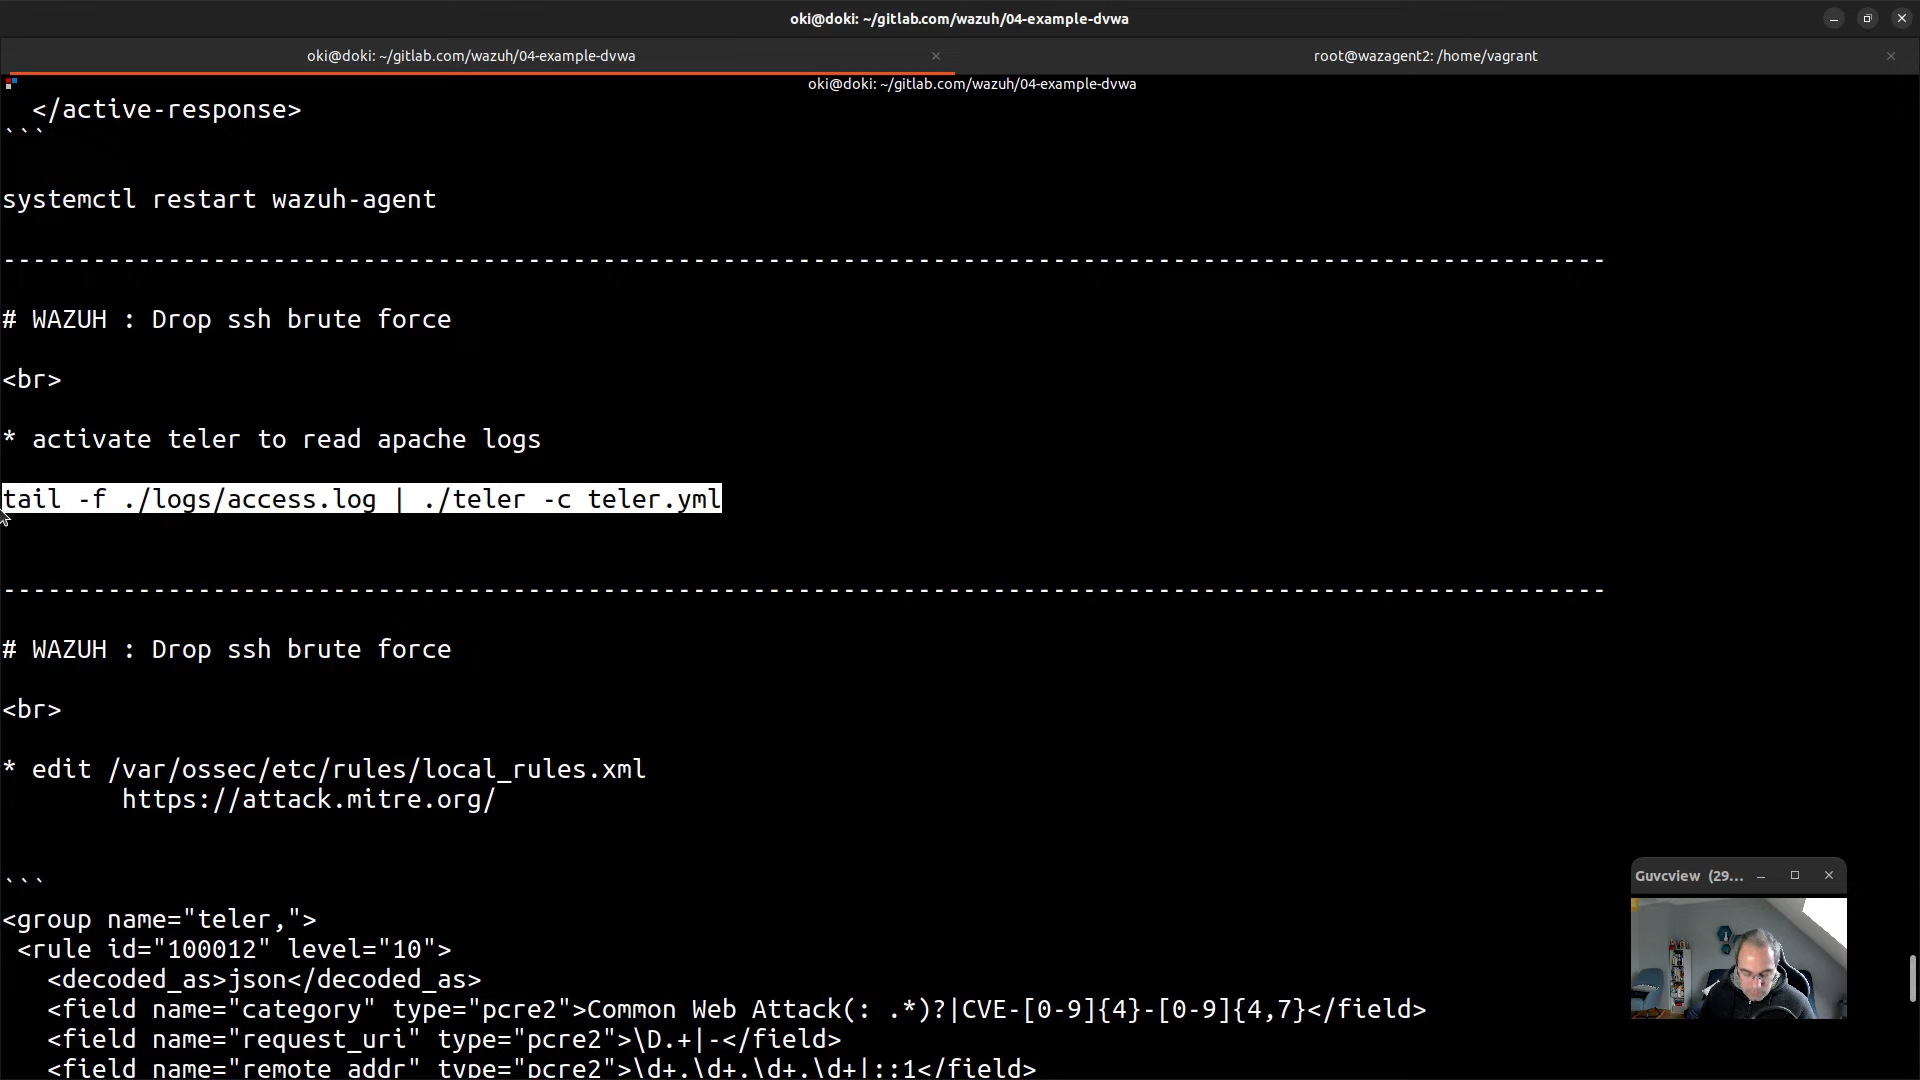 oki@doki: ~/gitlab.com/wazuh/04-example-dvwa
oki@doki: ~/gitlab.com/wazuh/04-example-dvwa
root@wazagent2: /home/vagrant
oki@doki: ~/gitlab.com/wazuh/04-example-dvwa
</active-response>
```
systemctl restart wazuh-agent
-----------------------------------------------------------------------------------------------------------
# WAZUH : Drop ssh brute force
<br>
* activate teler to read apache logs
tail -f ./logs/access.log | ./teler -c teler.yml
-----------------------------------------------------------------------------------------------------------
# WAZUH : Drop ssh brute force
<br>
* edit /var/ossec/etc/rules/local_rules.xml
https://attack.mitre.org/
```
<group name="teler,">
<rule id="100012" level="10">
<decoded_as>json</decoded_as>
<field name="category" type="pcre2">Common Web Attack(: .*)?|CVE-[0-9]{4}-[0-9]{4,7}</field>
<field name="request_uri" type="pcre2">\D.+|-</field>
<field name="remote_addr" type="pcre2">\d+.\d+.\d+.\d+|::1</field>
Guvcview (29...